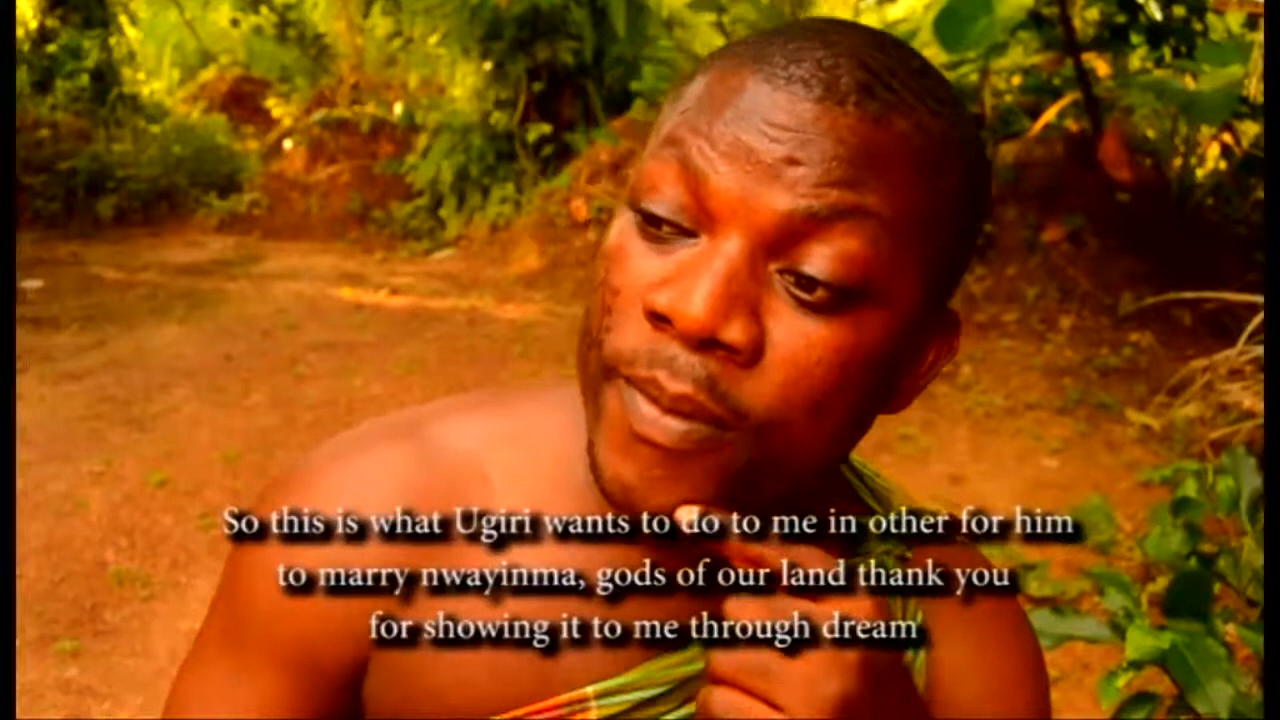 So this is what Ugiri wants to do to me in other for him
to marry nwayinma, gods of our land thank you
for showing it to me through dream